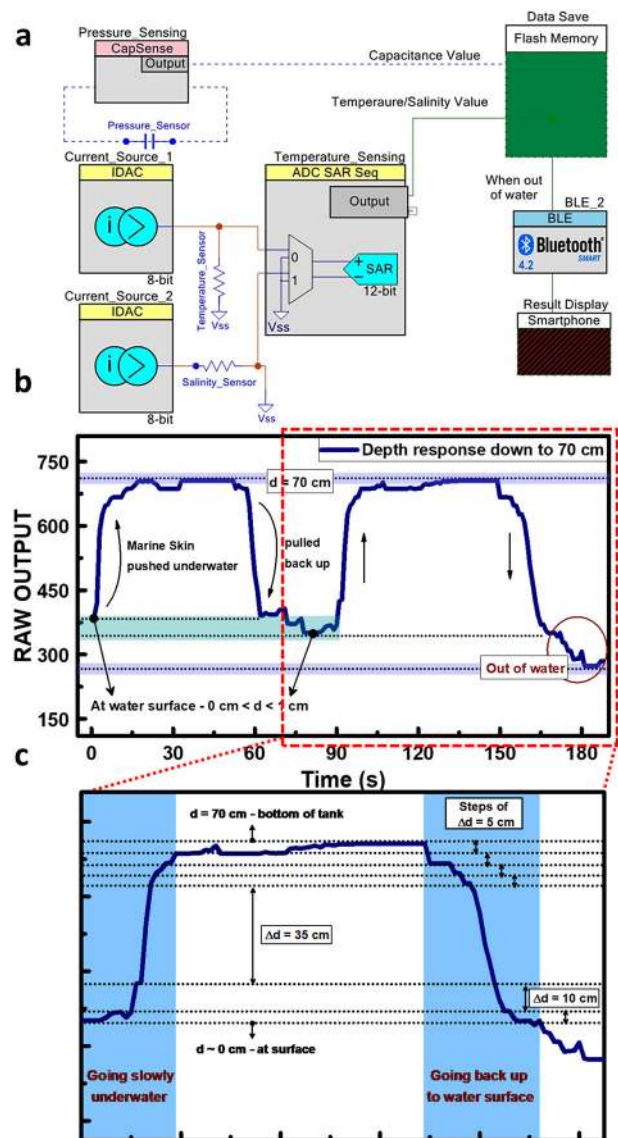 a
Pressure_Sensing
CapSense
Output
Pressure_Sensor
Capacitance Value
Data Save
Flash Memory
Temperaure/Salinity Value
Current_Source_1
IDAC
i
8-bit
Temperature_Sensor
Vss
Temperature_Sensing
ADC SAR Seq
Output
0
1
+
SAR
−
12-bit
Vss
When out
of water
BLE_2
BLE
Bluetooth®
4.2
SMART
Result Display
Smartphone
Current_Source_2
IDAC
i
8-bit
Salinity_Sensor
Vss
b
Depth response down to 70 cm
d = 70 cm
Marine Skin
pushed underwater
pulled
back up
Out of water
At water surface - 0 cm < d < 1 cm
RAW OUTPUT
750
600
450
300
150
0 30 60 90 120 150 180
Time (s)
c
d = 70 cm - bottom of tank
Steps of
Δd = 5 cm
Δd = 35 cm
Δd = 10 cm
d ~ 0 cm - at surface
Going slowly
underwater
Going back up
to water surface